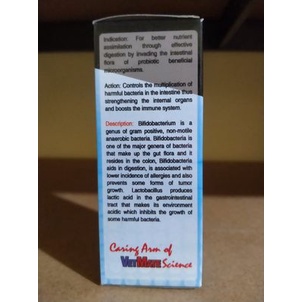 Indication: For better nutrient
assimilation through effective
digestion by invading the intestinal
flora of probiotic beneficial
microorganisms.
Action: Controls the multiplication of
harmful bacteria in the intestine thus
strengthening the internal organs
and boosts the immune system.
Description: Bifidobacterium is a
genus of gram positive, non-motile
anaerobic bacteria. Bifidobacteria is
one of the major genera of bacteria
that make up the gut flora and it
resides in the colon, Bifidobacteria
aids in digestion, is associated with
lower incidence of allergies and also
prevents some forms of tumor
growth. Lactobacillus produces
lactic acid in the gastrointestinal
tract that makes its environment
acidic which inhibits the growth of
some harmful bacteria.
Caring Arm of
VetMate Science